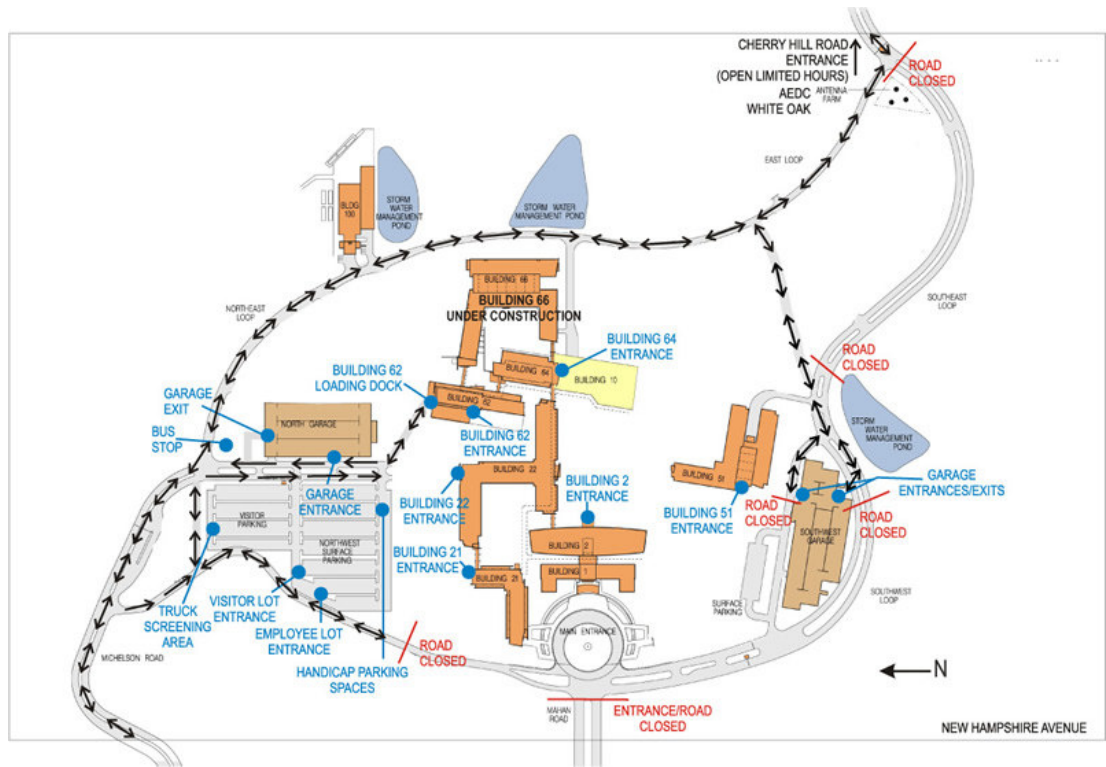 CHERRY HILL ROAD
ENTRANCE
(OPEN LIMITED HOURS)
AEDC
WHITE OAK
ROAD
CLOSED
ANTENNA
FARM
EAST LOOP
BLDG
100
STORM
WATER
MANAGEMENT
POND
STORM WATER
MANAGEMENT POND
NORTHEAST
LOOP
BUILDING 66
BUILDING 66
UNDER CONSTRUCTION
SOUTHEAST
LOOP
BUILDING 64
ENTRANCE
BUILDING 64
BUILDING 10
ROAD
CLOSED
BUILDING 62
LOADING DOCK
BUILDING 62
BUILDING 62
ENTRANCE
GARAGE
EXIT
BUS
STOP
NORTH GARAGE
GARAGE
ENTRANCE
STORM
WATER
MANAGEMENT
POND
BUILDING 22
BUILDING 22
ENTRANCE
BUILDING 2
ENTRANCE
BUILDING 51
BUILDING 51
ENTRANCE
ROAD
CLOSED
GARAGE
ENTRANCES/EXITS
ROAD
CLOSED
SOUTHWEST
GARAGE
VISITOR
PARKING
NORTHWEST
SURFACE
PARKING
BUILDING 21
ENTRANCE
BUILDING 21
BUILDING 2
BUILDING 1
SURFACE
PARKING
SOUTHWEST
LOOP
TRUCK
SCREENING
AREA
VISITOR LOT
ENTRANCE
EMPLOYEE LOT
ENTRANCE
HANDICAP PARKING
SPACES
ROAD
CLOSED
MAIN ENTRANCE
MICHELSON ROAD
N
MAHAN
ROAD
ENTRANCE/ROAD
CLOSED
NEW HAMPSHIRE AVENUE